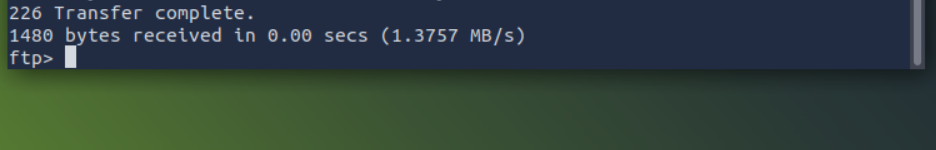 226 Transfer complete.
1480 bytes received in 0.00 secs (1.3757 MB/s)
ftp>